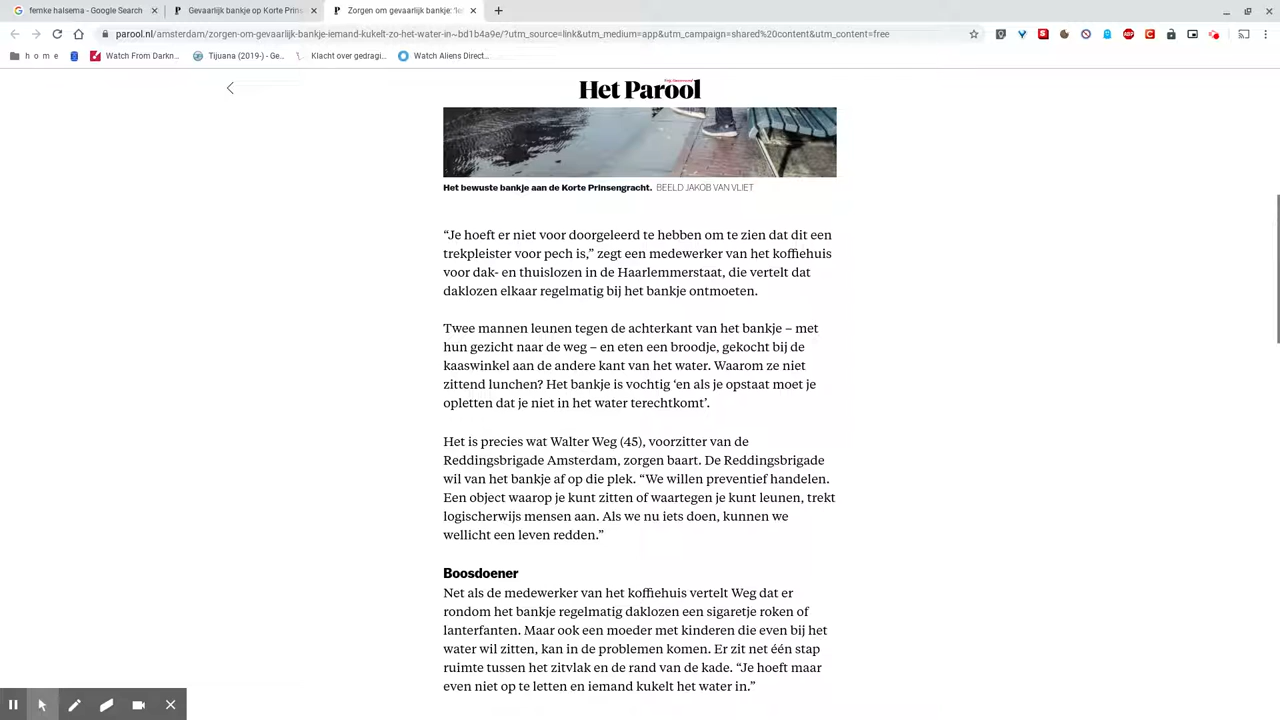 femke halsema - Google Search
Gevaarlijk bankje op Korte Prins
Zorgen om gevaarlijk bankje: 'Ie
parool.nl/amsterdam/zorgen-om-gevaarlijk-bankje-iemand-kukelt-zo-het-water-in~bd1b4a9e/?utm_source=link&utm_medium=app&utm_campaign=shared%20content&utm_content=free
h o m e
Watch From Darkn...
Tijuana (2019-) - Ge...
Klacht over gedragi...
Watch Aliens Direct...
Het Parool
Het bewuste bankje aan de Korte Prinsengracht. BEELD JAKOB VAN VLIET
“Je hoeft er niet voor doorgeleerd te hebben om te zien dat dit een
trekpleister voor pech is,” zegt een medewerker van het koffiehuis
voor dak- en thuislozen in de Haarlemmerstaat, die vertelt dat
daklozen elkaar regelmatig bij het bankje ontmoeten.
Twee mannen leunen tegen de achterkant van het bankje – met
hun gezicht naar de weg – en eten een broodje, gekocht bij de
kaaswinkel aan de andere kant van het water. Waarom ze niet
zittend lunchen? Het bankje is vochtig ‘en als je opstaat moet je
opletten dat je niet in het water terechtkomt’.
Het is precies wat Walter Weg (45), voorzitter van de
Reddingsbrigade Amsterdam, zorgen baart. De Reddingsbrigade
wil van het bankje af op die plek. “We willen preventief handelen.
Een object waarop je kunt zitten of waartegen je kunt leunen, trekt
logischerwijs mensen aan. Als we nu iets doen, kunnen we
wellicht een leven redden.”
Boosdoener
Net als de medewerker van het koffiehuis vertelt Weg dat er
rondom het bankje regelmatig daklozen een sigaretje roken of
lanterfanten. Maar ook een moeder met kinderen die even bij het
water wil zitten, kan in de problemen komen. Er zit net één stap
ruimte tussen het zitvlak en de rand van de kade. “Je hoeft maar
even niet op te letten en iemand kukelt het water in.”